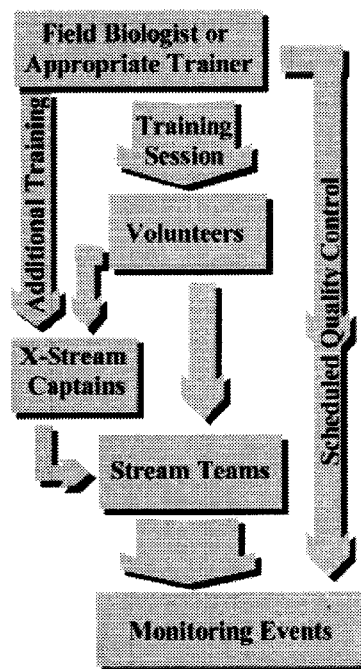 Field Biologist or
Appropriate Trainer
Training
Session
Additional Training
Volunteers
Scheduled Quality Control
X-Stream
Captains
Stream Teams
Monitoring Events